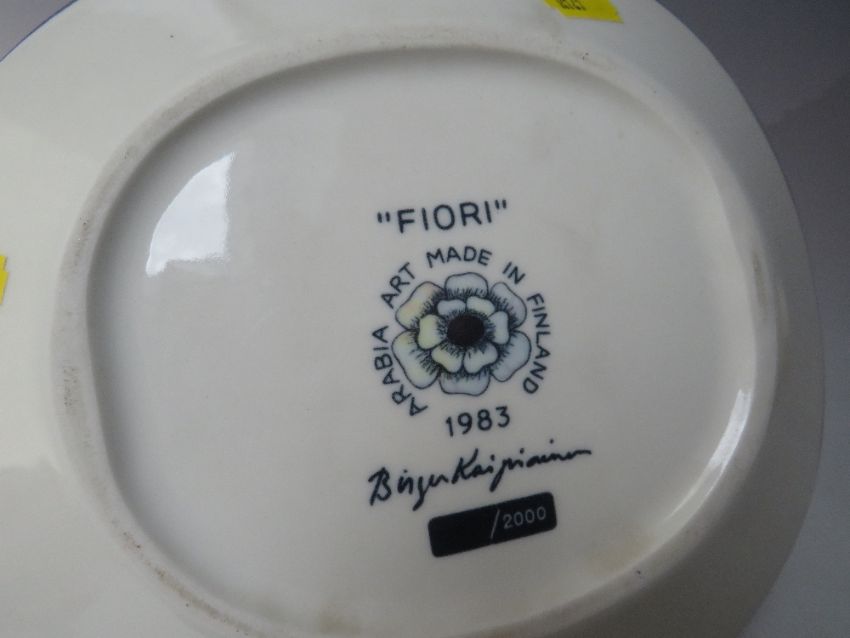 "FIORI"
ARABIA ART MADE IN FINLAND
1983
Birger Kaipiainen
/2000